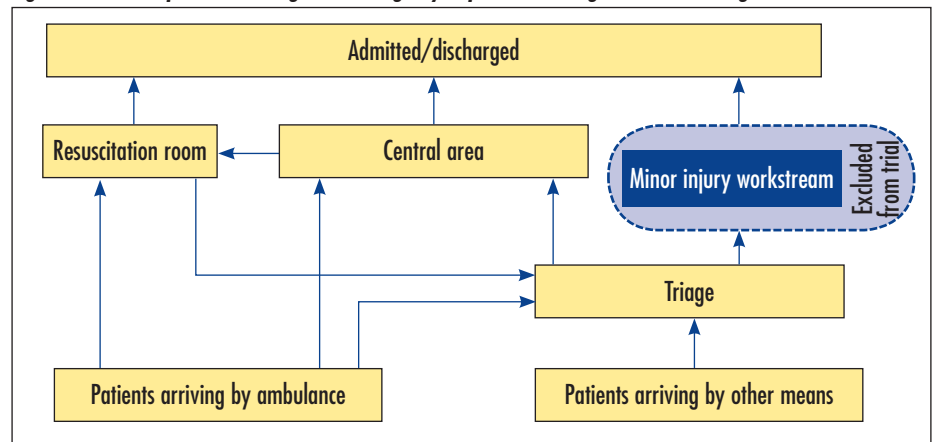 Admitted/discharged
Resuscitation room
Central area
Minor injury workstream
Excluded
from trial
Triage
Patients arriving by ambulance
Patients arriving by other means